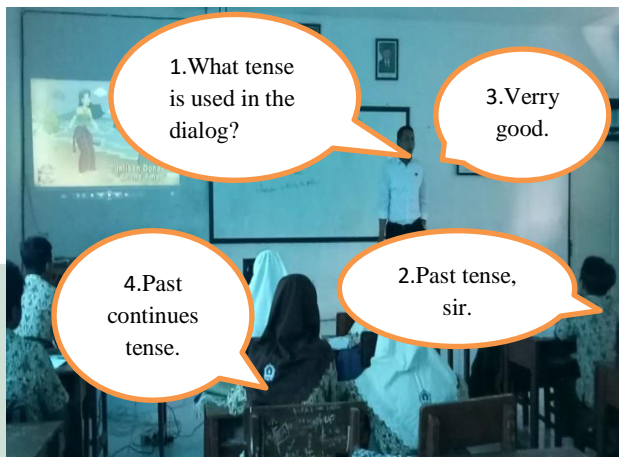 1.What tense
is used in the
dialog?
2.Past tense,
sir.
3.Verry
good.
4.Past
continues
tense.